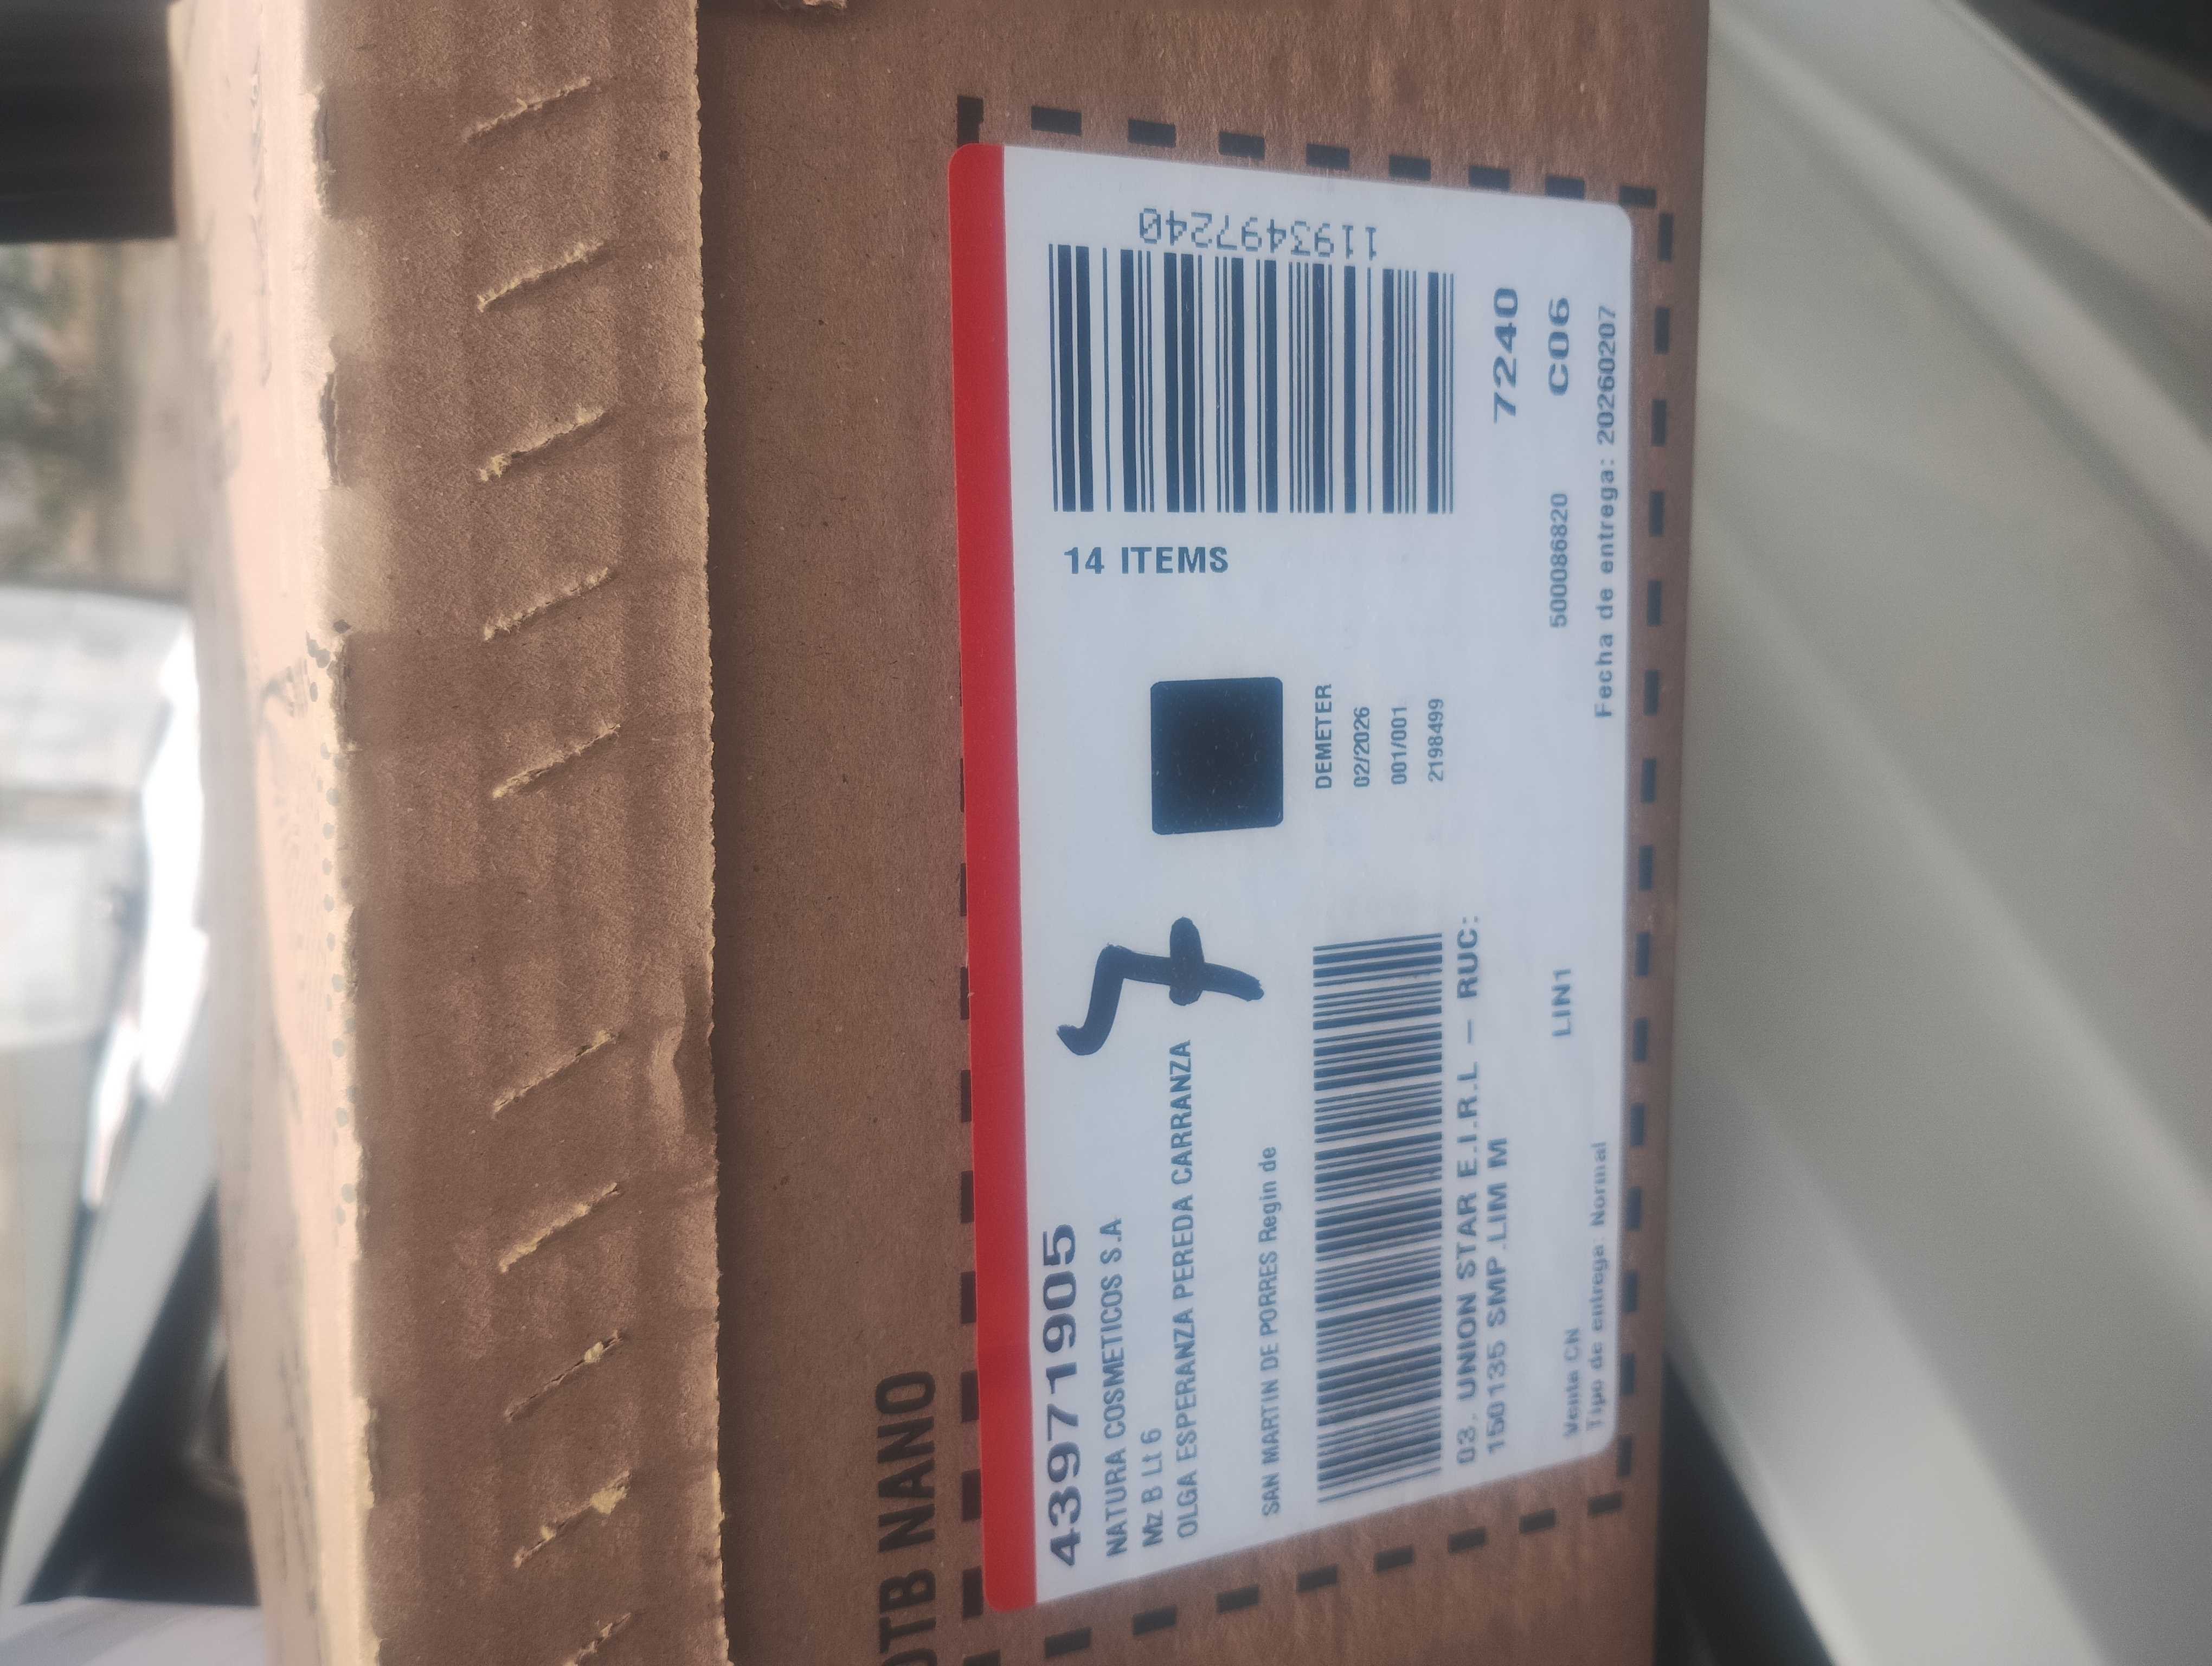 OTB NANO
43971905
NATURA COSMETICOS S.A
Mz B Lt 6
OLGA ESPERANZA PEREDA CARRANZA
SAN MARTIN DE PORRES Regin de
7
14 ITEMS
1193497240
DEMETER
02/2026
001/001
2198499
03. UNION STAR E.I.R.L – RUC:
150135 SMP.LIM M
7240
LIN1
500086820
C06
Venta CN
Tipo de entrega: Normal
Fecha de entrega: 20260207